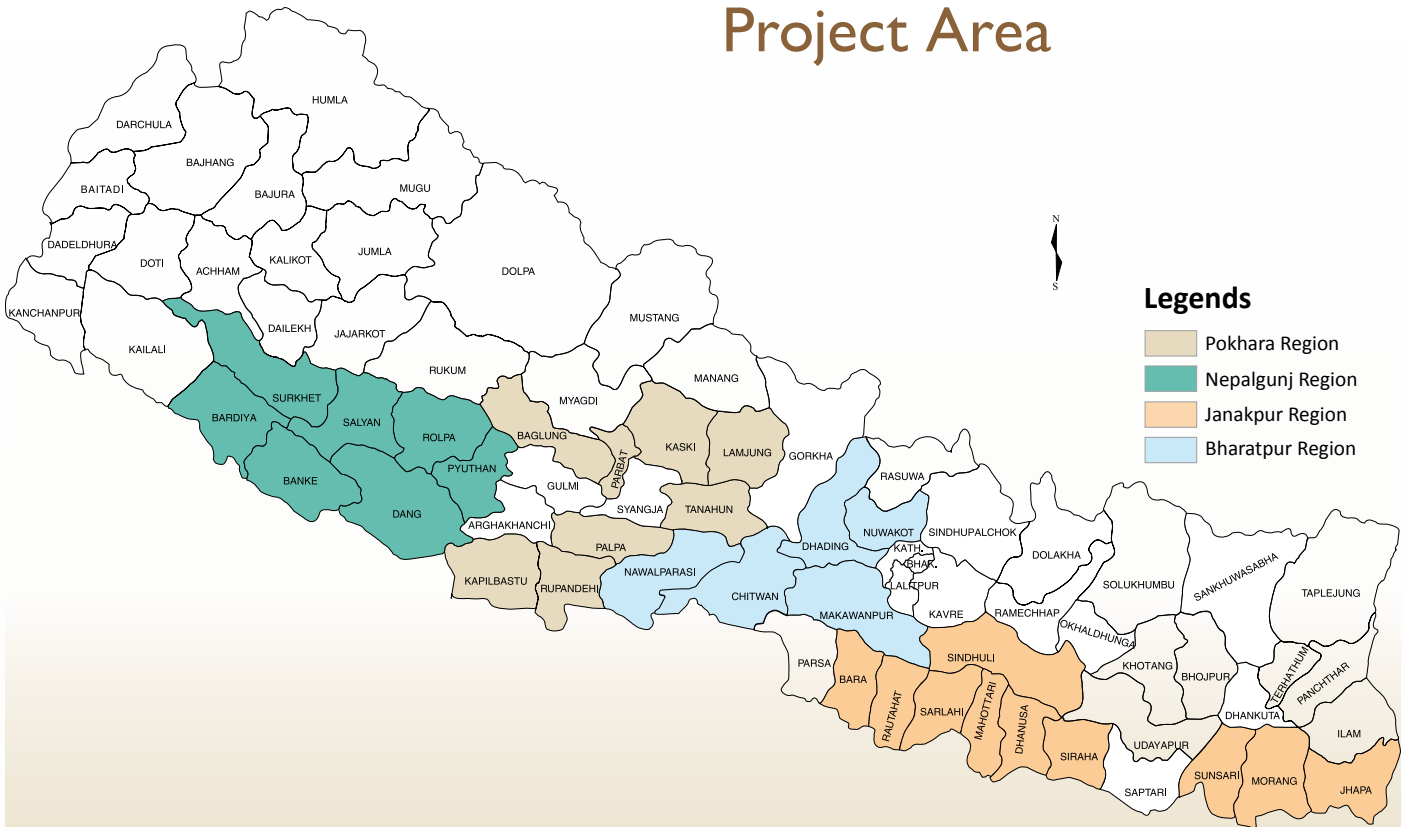 Project Area
HUMLA
DARCHULA
BAJHANG
BAITADI
BAJURA
MUGU
DADELDHURA
DOTI
ACHHAM
KALIKOT
JUMLA
DOLPA
KANCHANPUR
KAILALI
DAILEKH
JAJARKOT
MUSTANG
RUKUM
MANANG
MYAGDI
SURKHET
BARDIYA
SALYAN
ROLPA
BAGLUNG
PARBAT
KASKI
LAMJUNG
GORKHA
PYUTHAN
BANKE
DANG
GULMI
SYANGJA
TANAHUN
ARGHAKHANCHI
PALPA
KAPILBASTU
RUPANDEHI
NAWALPARASI
CHITWAN
DHADING
NUWAKOT
RASUWA
SINDHUPALCHOK
KATH.
BHAK.
LALITPUR
KAVRE
MAKAWANPUR
DOLAKHA
RAMECHHAP
SOLUKHUMBU
OKHALDHUNGA
SANKHUWASABHA
TAPLEJUNG
KHOTANG
BHOJPUR
TERHATHUM
PANCHTHAR
DHANKUTA
ILAM
PARSA
BARA
RAUTAHAT
SARLAHI
MAHOTTARI
DHANUSA
SINDHULI
SIRAHA
UDAYAPUR
SAPTARI
SUNSARI
MORANG
JHAPA
N
S
Legends
Pokhara Region
Nepalgunj Region
Janakpur Region
Bharatpur Region